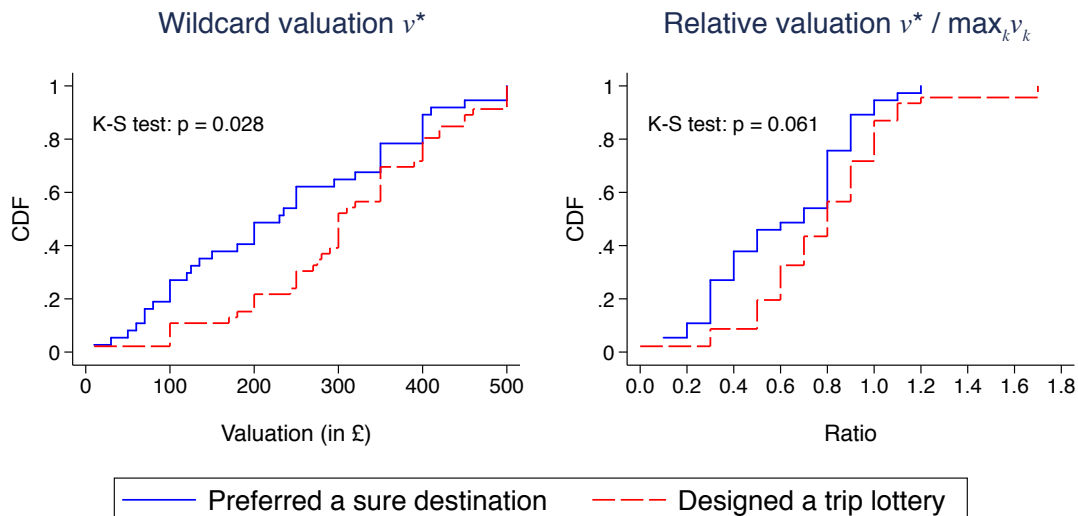 Wildcard valuation v*
K-S test: p = 0.028
CDF
1
.8
.6
.4
.2
0
0 100 200 300 400 500
Valuation (in £)
Relative valuation v* / maxₖvₖ
K-S test: p = 0.061
CDF
1
.8
.6
.4
.2
0
0.0 0.2 0.4 0.6 0.8 1.0 1.2 1.4 1.6 1.8
Ratio
Preferred a sure destination
Designed a trip lottery